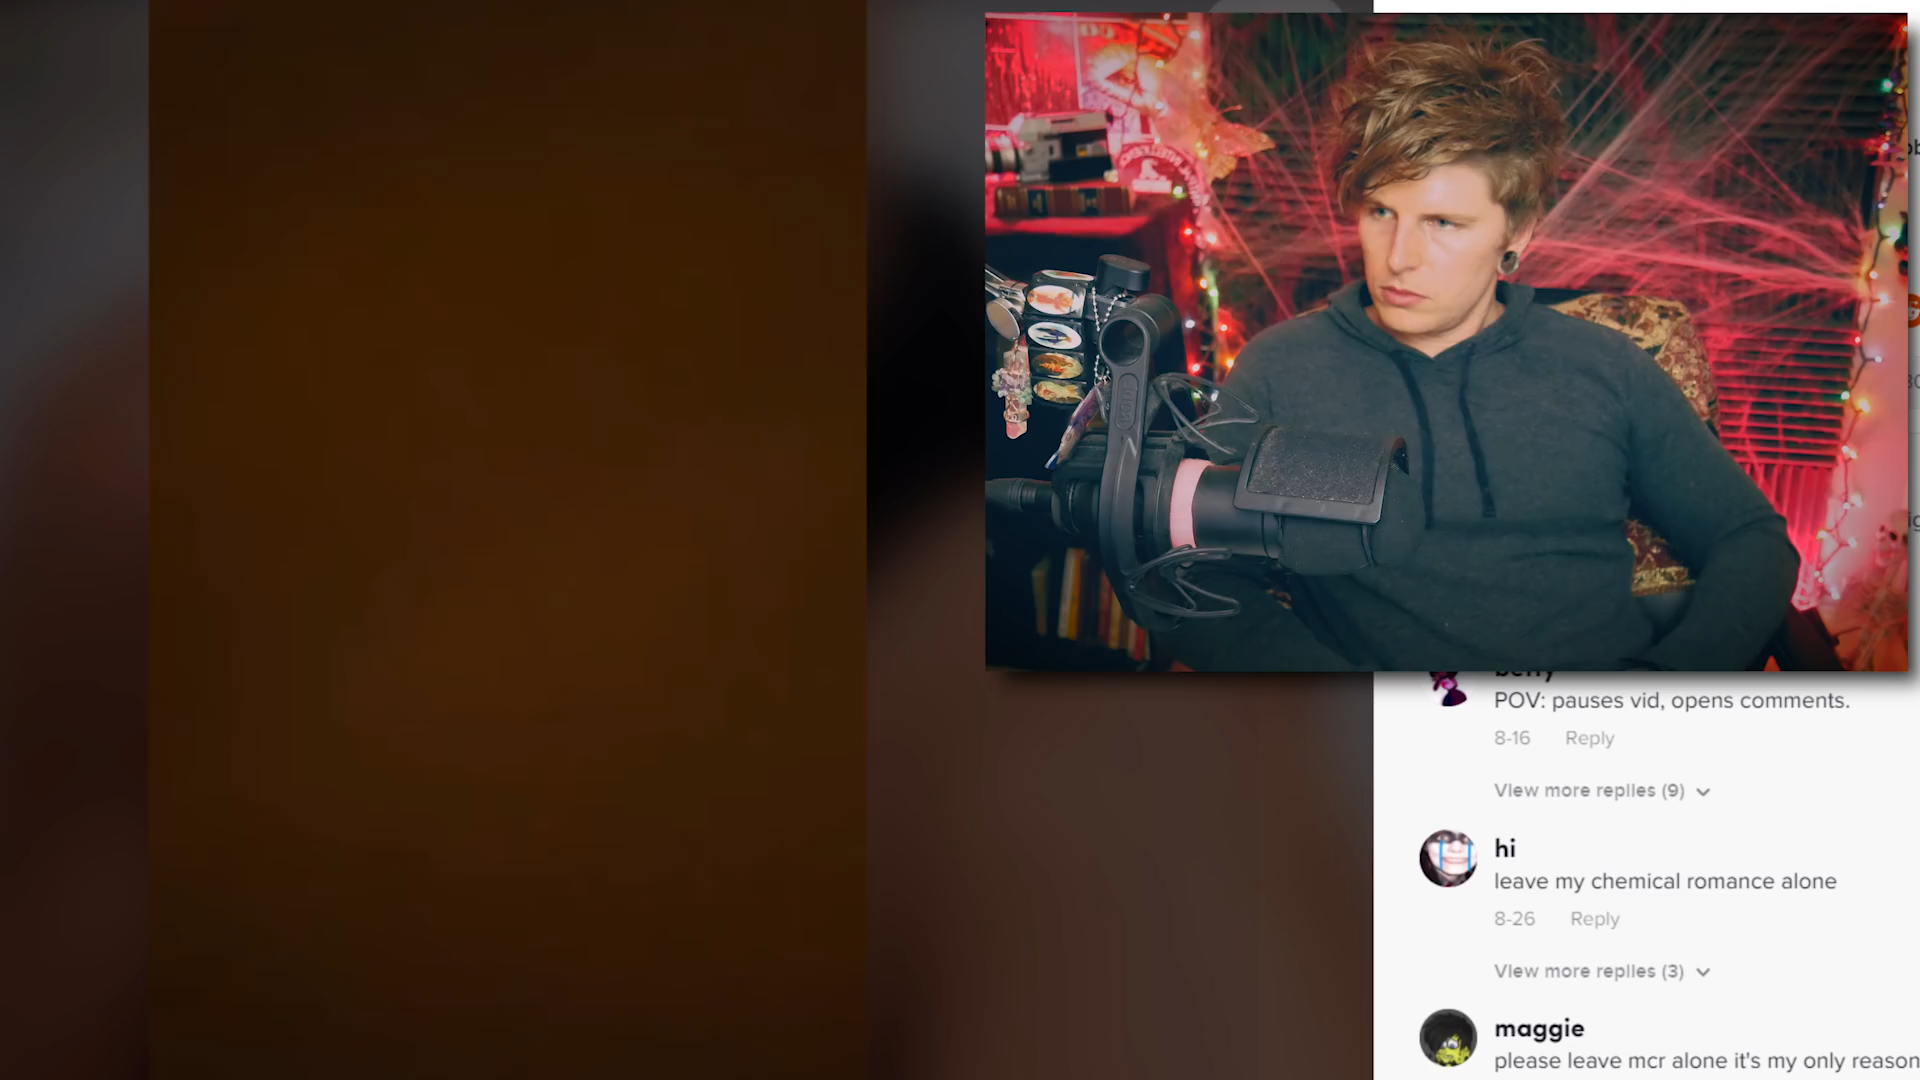 POV: pauses vid, opens comments.
8-16 Reply
View more replies (9)
hi
leave my chemical romance alone
8-26 Reply
View more replies (3)
maggie
please leave mcr alone it's my only reason